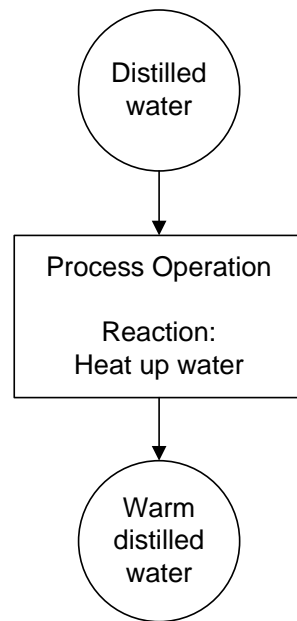 Distilled
water
Process Operation
Reaction:
Heat up water
Warm
distilled
water